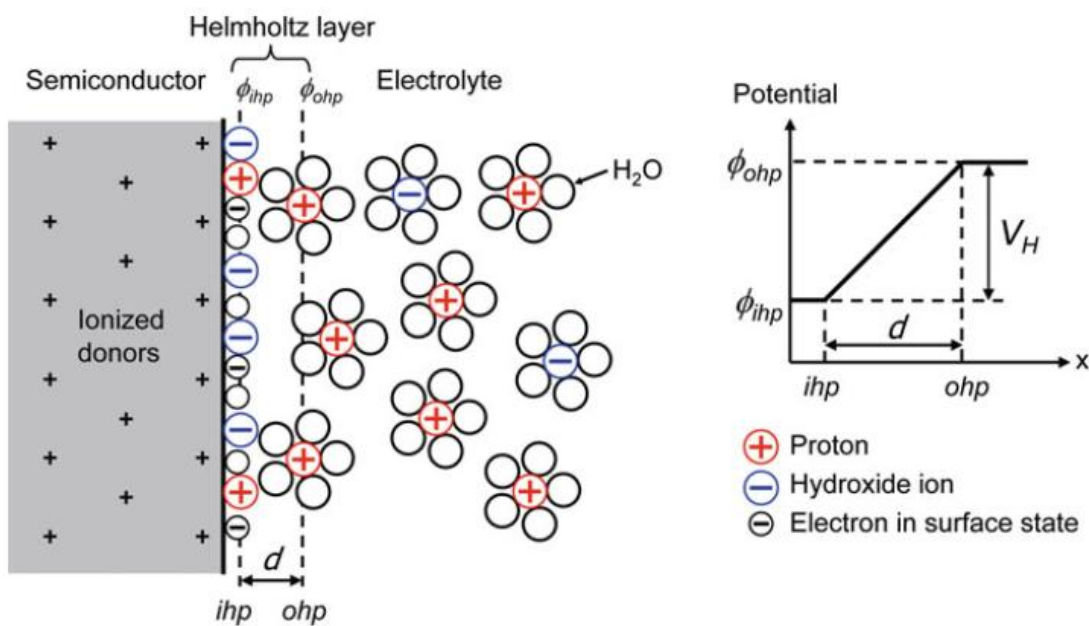 Helmholtz layer
Semiconductor
Electrolyte
ϕihp
ϕohp
H2O
Ionized
donors
d
ihp
ohp
Potential
ϕohp
VH
ϕihp
d
x
ihp
ohp
Proton
Hydroxide ion
Electron in surface state